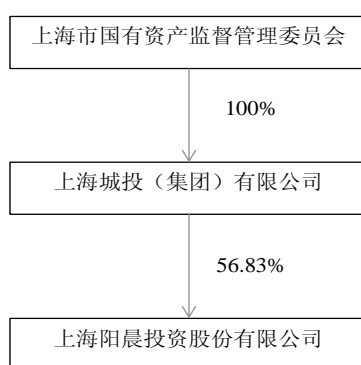 上海市国有资产监督管理委员会
100%
上海城投（集团）有限公司
56.83%
上海阳晨投资股份有限公司